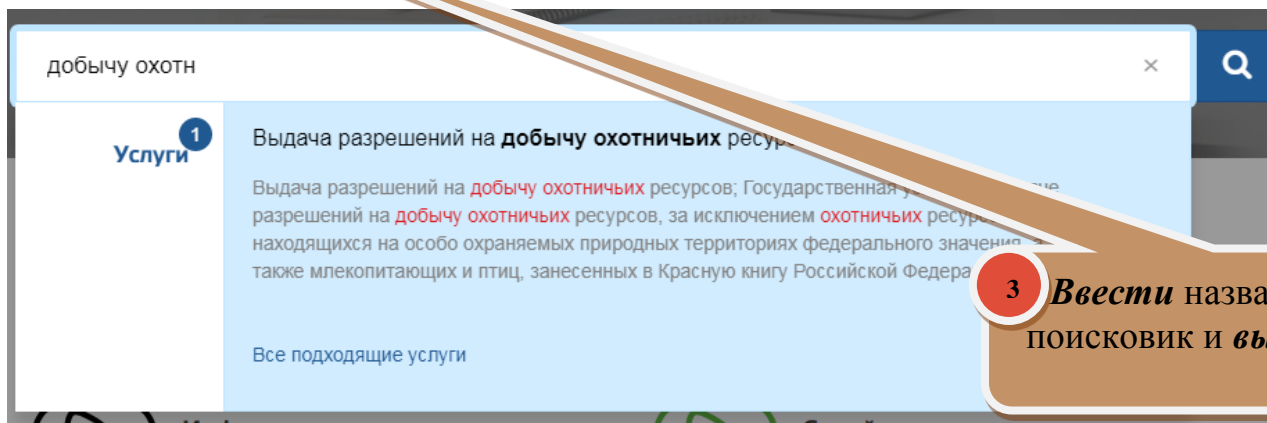 добычу охотн
×
1
Услуги
Выдача разрешений на добычу охотничьих
Выдача разрешений на добычу охотничьих ресурсов; Государственная
разрешений на добычу охотничьих ресурсов, за исключением охотничьих
находящихся на особо охраняемых природных территориях федерального значения,
также млекопитающих и птиц, занесенных в Красную книгу Российской
Все подходящие услуги
3
Ввести
поисковик и